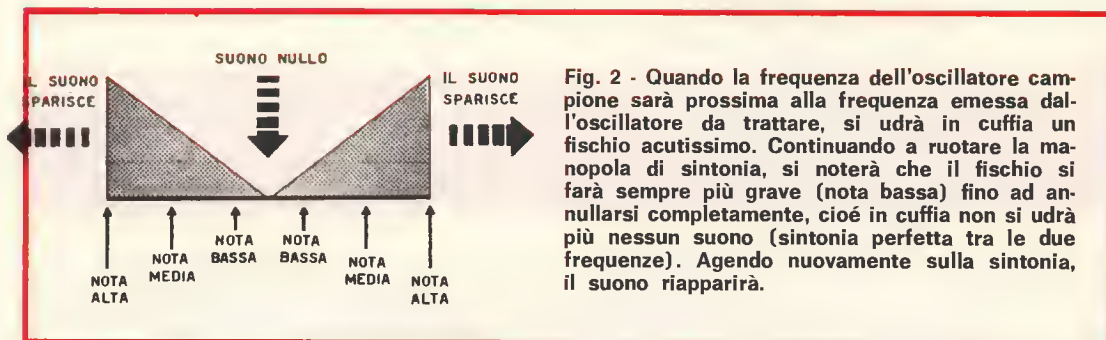 SUONO NULLO
IL SUONO
SPARISCE
IL SUONO
SPARISCE
NOTA
ALTA
NOTA
MEDIA
NOTA
BASSA
NOTA
BASSA
NOTA
MEDIA
NOTA
ALTA
Fig. 2 - Quando la frequenza dell'oscillatore cam-
pione sarà prossima alla frequenza emessa dal-
l'oscillatore da trattare, si udrà in cuffia un
fischio acutissimo. Continuando a ruotare la ma-
nopola di sintonia, si noterà che il fischio si
farà sempre più grave (nota bassa) fino ad an-
nullarsi completamente, cioé in cuffia non si udrà
più nessun suono (sintonia perfetta tra le due
frequenze). Agendo nuovamente sulla sintonia,
il suono riapparirà.